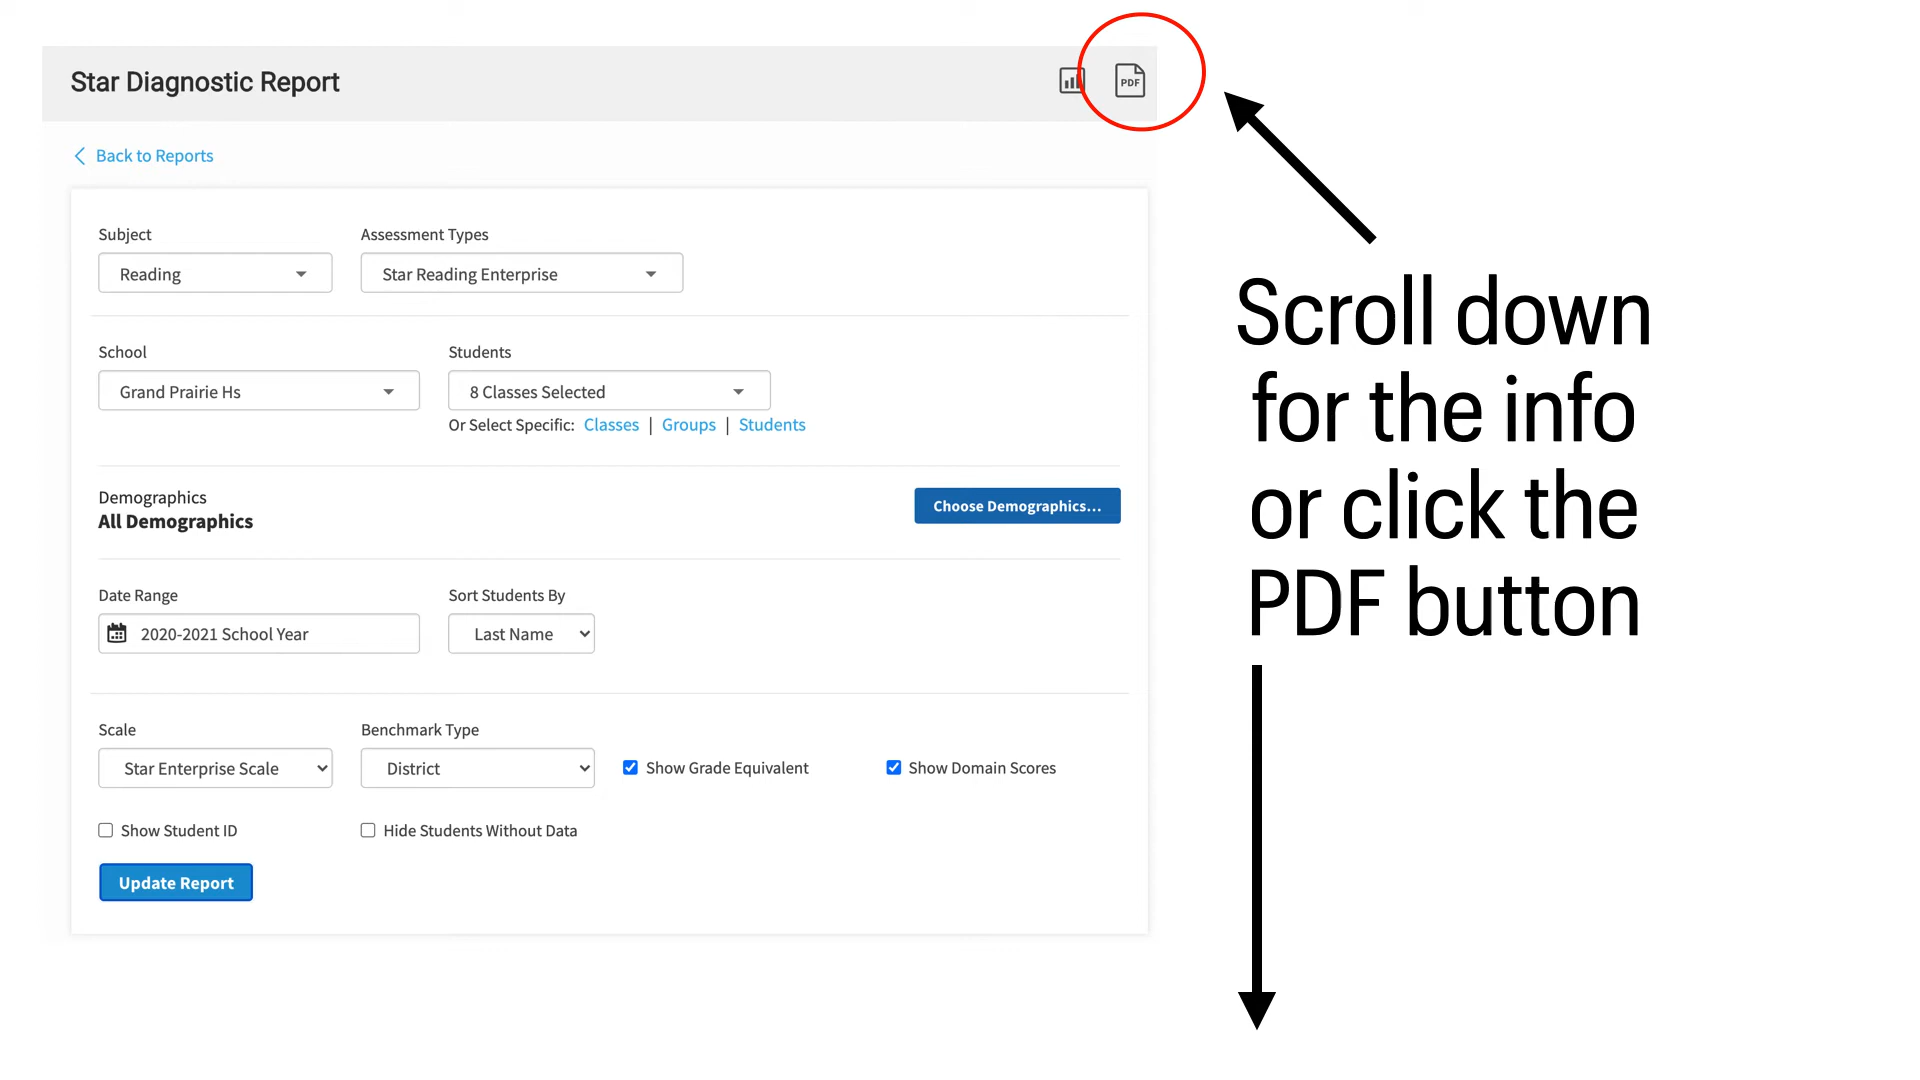 Star Diagnostic Report
PDF
Back to Reports
Subject
Assessment Types
Reading
Star Reading Enterprise
School
Students
Grand Prairie Hs
8 Classes Selected
Or Select Specific: Classes | Groups | Students
Demographics
All Demographics
Choose Demographics...
Date Range
Sort Students By
2020-2021 School Year
Last Name
Scale
Benchmark Type
Star Enterprise Scale
District
Show Grade Equivalent
Show Domain Scores
Show Student ID
Hide Students Without Data
Update Report
Scroll down
for the info
or click the
PDF button